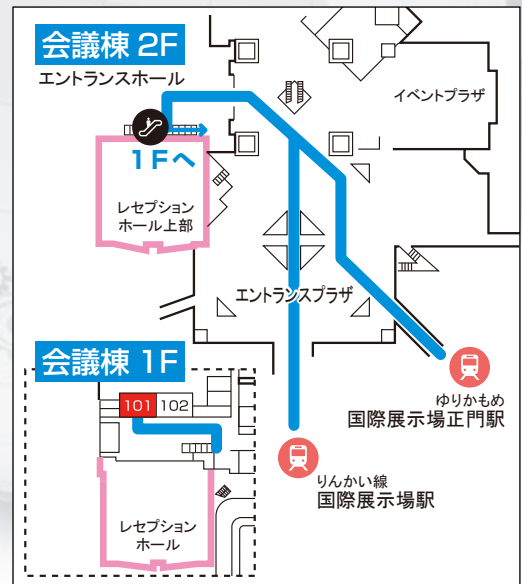 会議棟 2F
エントランスホール
イベントプラザ
1Fへ
レセプション
ホール上部
エントランスプラザ
会議棟 1F
101 102
ゆりかもめ
国際展示場正門駅
りんかい線
国際展示場駅
レセプション
ホール